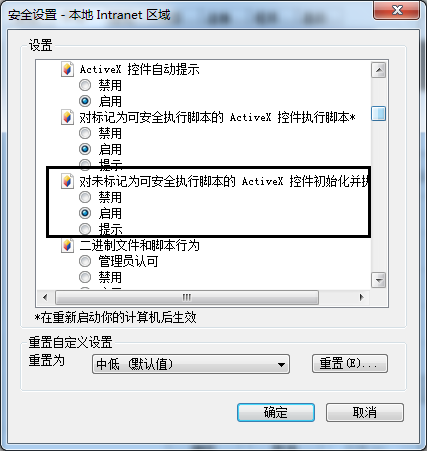 安全设置 - 本地 Intranet 区域
设置
ActiveX 控件自动提示
禁用
启用
对标记为可安全执行脚本的 ActiveX 控件执行脚本*
禁用
启用
提示
对未标记为可安全执行脚本的 ActiveX 控件初始化并执
禁用
启用
提示
二进制文件和脚本行为
管理员认可
禁用
*在重新启动你的计算机后生效
重置自定义设置
重置为
中低 (默认值)
重置(E)...
确定
取消